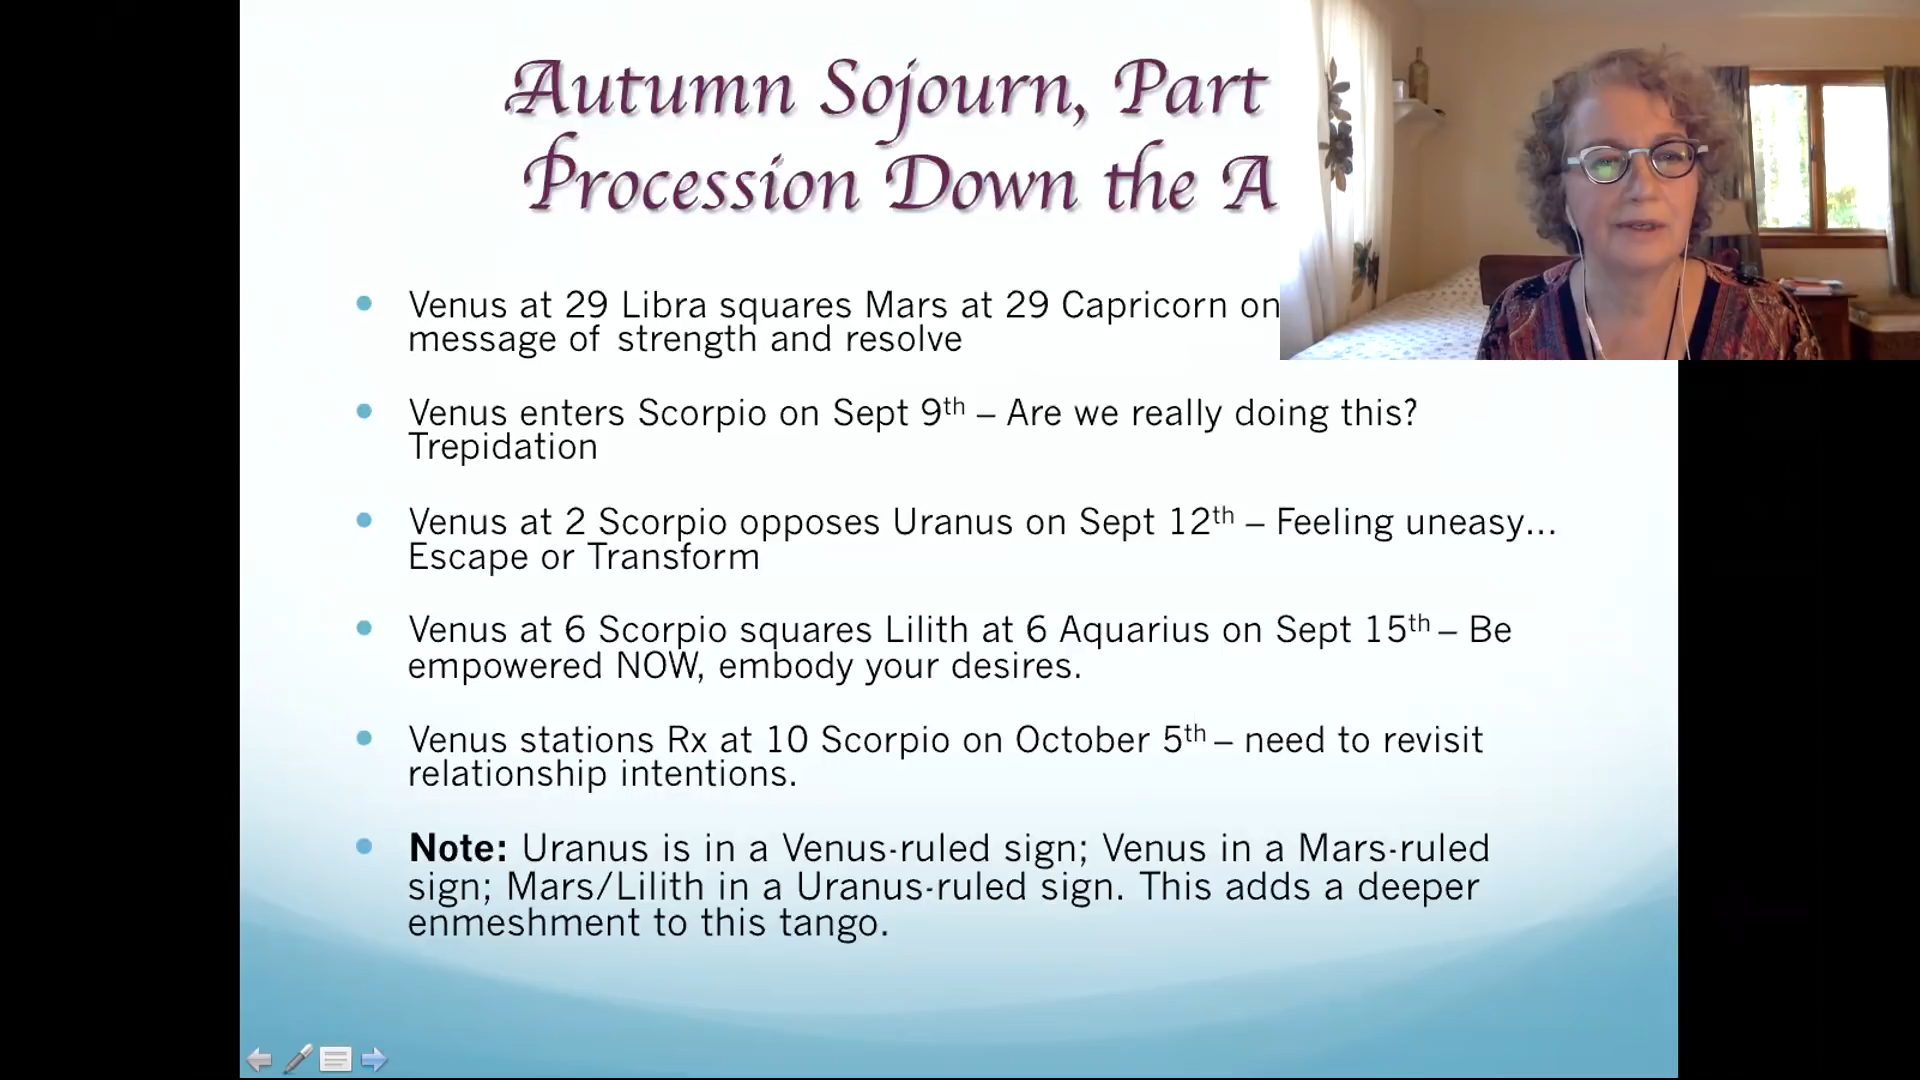 Autumn Sojourn, Part
Procession Down the A
Venus at 29 Libra squares Mars at 29 Capricorn on
message of strength and resolve
Venus enters Scorpio on Sept 9th – Are we really doing this?
Trepidation
Venus at 2 Scorpio opposes Uranus on Sept 12th – Feeling uneasy...
Escape or Transform
Venus at 6 Scorpio squares Lilith at 6 Aquarius on Sept 15th – Be
empowered NOW, embody your desires.
Venus stations Rx at 10 Scorpio on October 5th – need to revisit
relationship intentions.
Note: Uranus is in a Venus-ruled sign; Venus in a Mars-ruled
sign; Mars/Lilith in a Uranus-ruled sign. This adds a deeper
enmeshment to this tango.